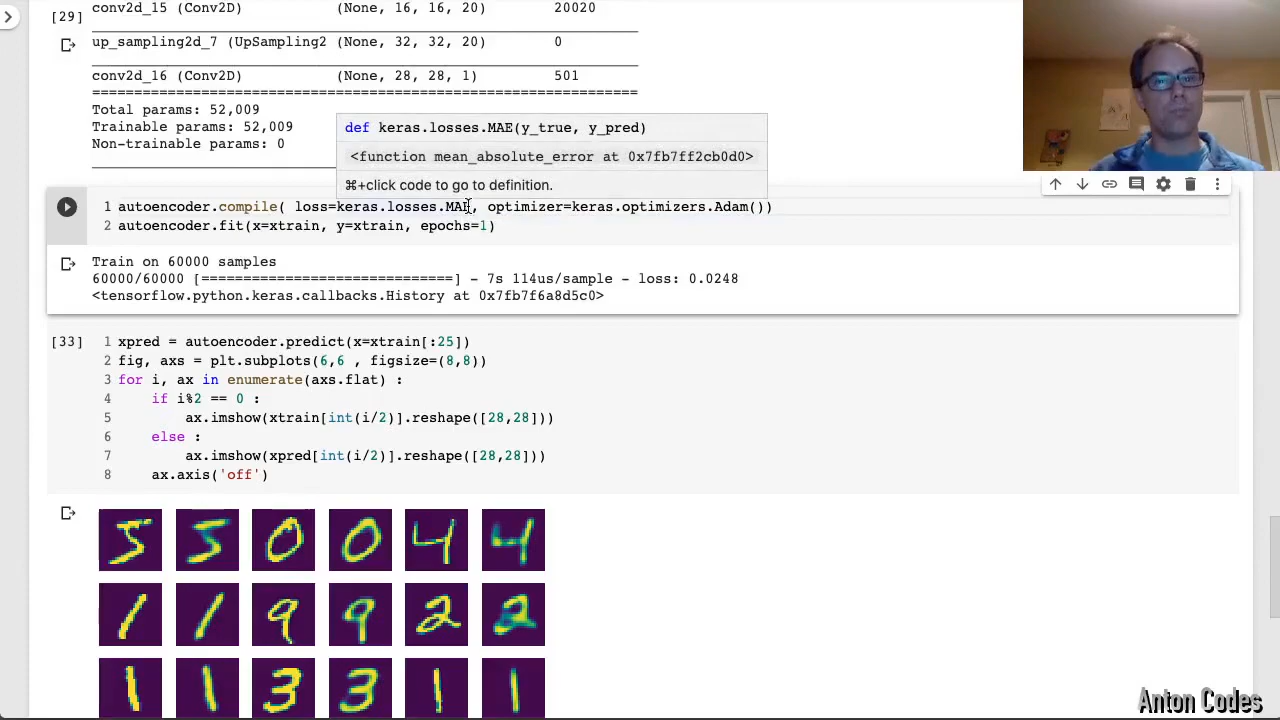 [29]
conv2d_15 (Conv2D) (None, 16, 16, 20) 20020
up_sampling2d_7 (UpSampling2 (None, 32, 32, 20) 0
conv2d_16 (Conv2D) (None, 28, 28, 1) 501
Total params: 52,009
Trainable params: 52,009
Non-trainable params: 0
def keras.losses.MAE(y_true, y_pred)
<function mean_absolute_error at 0x7fb7ff2cb0d0>
⌘+click code to go to definition.
1 autoencoder.compile( loss=keras.losses.MAE, optimizer=keras.optimizers.Adam())
2 autoencoder.fit(x=xtrain, y=xtrain, epochs=1)
Train on 60000 samples
60000/60000 [==============================] - 7s 114us/sample - loss: 0.0248
<tensorflow.python.keras.callbacks.History at 0x7fb7f6a8d5c0>
[33]
1 xpred = autoencoder.predict(x=xtrain[:25])
2 fig, axs = plt.subplots(6,6 , figsize=(8,8))
3 for i, ax in enumerate(axs.flat) :
4 if i%2 == 0 :
5 ax.imshow(xtrain[int(i/2)].reshape([28,28]))
6 else :
7 ax.imshow(xpred[int(i/2)].reshape([28,28]))
8 ax.axis('off')
5 5 0 0 4 4
1 1 9 9 2 2
1 1 3 3 1 1
Anton Codes